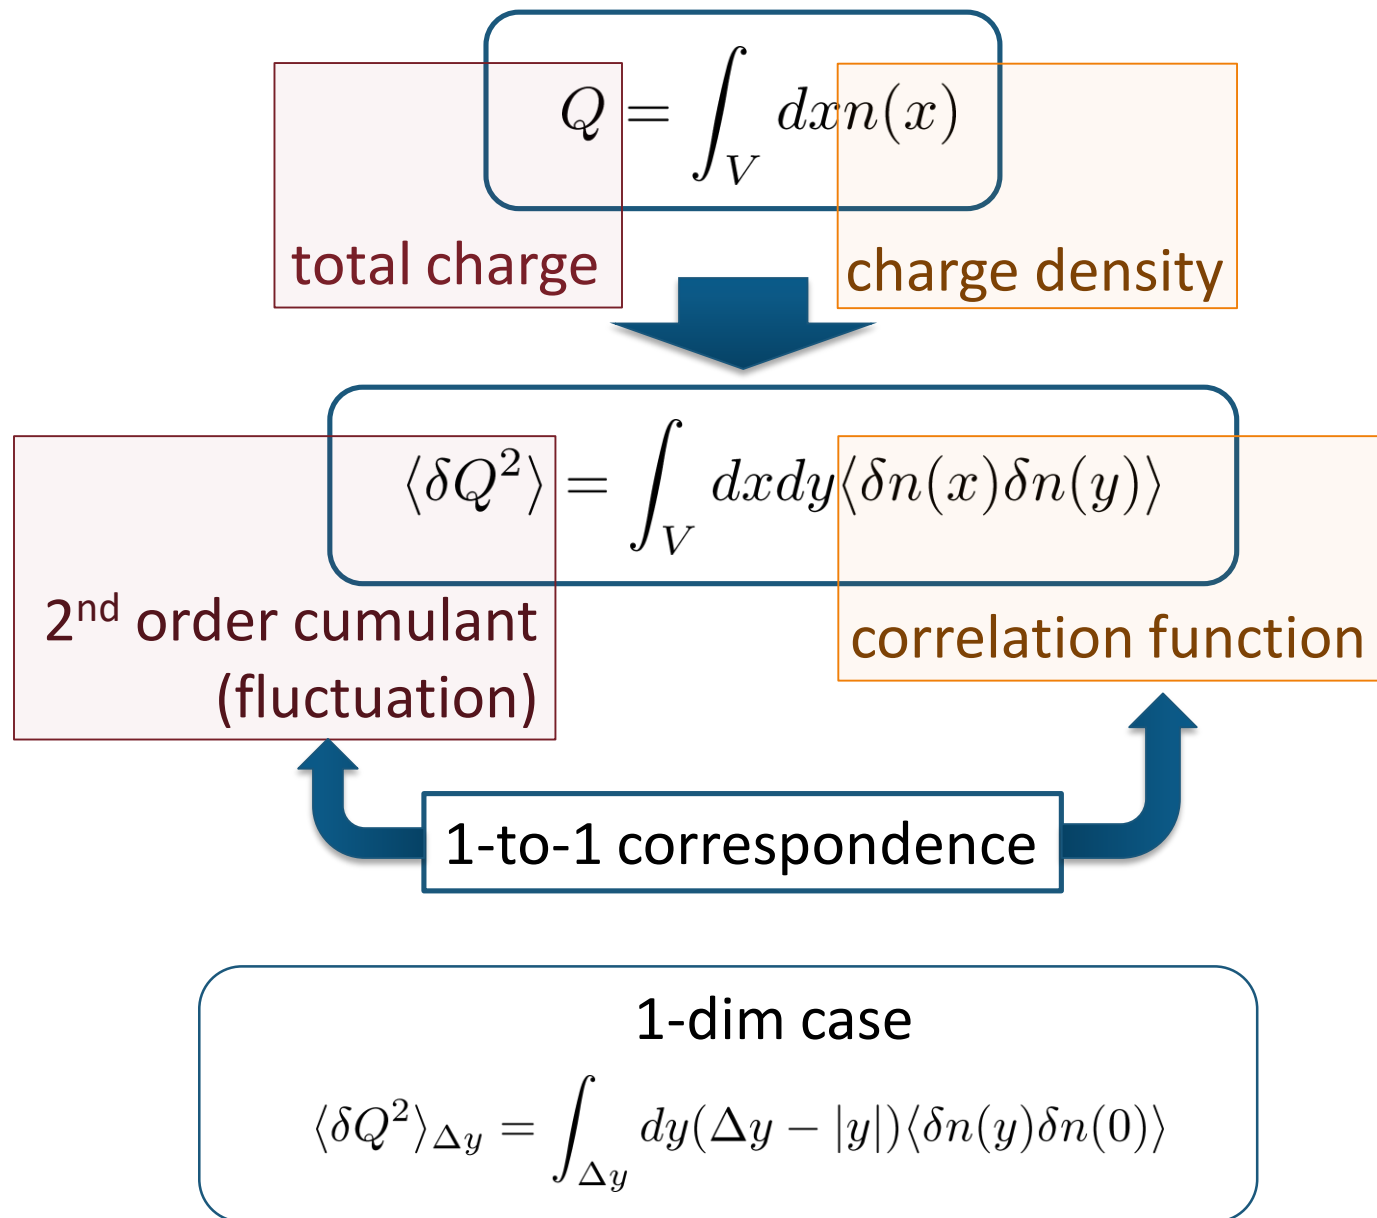 Q = ∫_V dxn(x)
total charge
charge density
⟨δQ²⟩ = ∫_V dxdy⟨δn(x)δn(y)⟩
2nd order cumulant
(fluctuation)
correlation function
1-to-1 correspondence
1-dim case
⟨δQ²⟩_Δy = ∫_Δy dy(Δy − |y|)⟨δn(y)δn(0)⟩